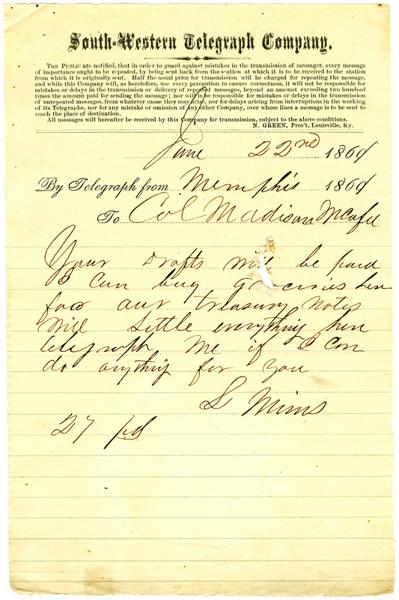 South-Western Telegraph Company.
THE PUBLIC are notified, that in order to guard against mistakes in the transmission of messages, every message
of importance ought to be repeated, by being sent back from the station at which it is to be received to the station
from which it is originally sent. Half the usual price for transmission will be charged for repeating the message,
and while this Company will, as heretofore, use every precaution to ensure correctness, it will not be responsible for
mistakes or delays in the transmission or delivery of repeated messages, beyond an amount exceeding two hundred
times the amount paid for sending the message; nor will it be responsible for mistakes or delays in the transmission
of unrepeated messages, from whatever cause they may arise, nor for delays arising from interruptions in the working
of its Telegraphs, nor for any mistake or omission of any other Company, over whose lines a message is to be sent to
reach the place of destination.
All messages will hereafter be received by this Company for transmission, subject to the above conditions.
N. GREEN, Pres't, Louisville, Ky.
June 22nd 1861
By Telegraph from Memphis 1861
To Col Madison McAfee
Your drafts will be paid
I can buy groceries here
for our treasury notes
will settle everything here
telegraph me if I can
do anything for you
L Mims
27 pd